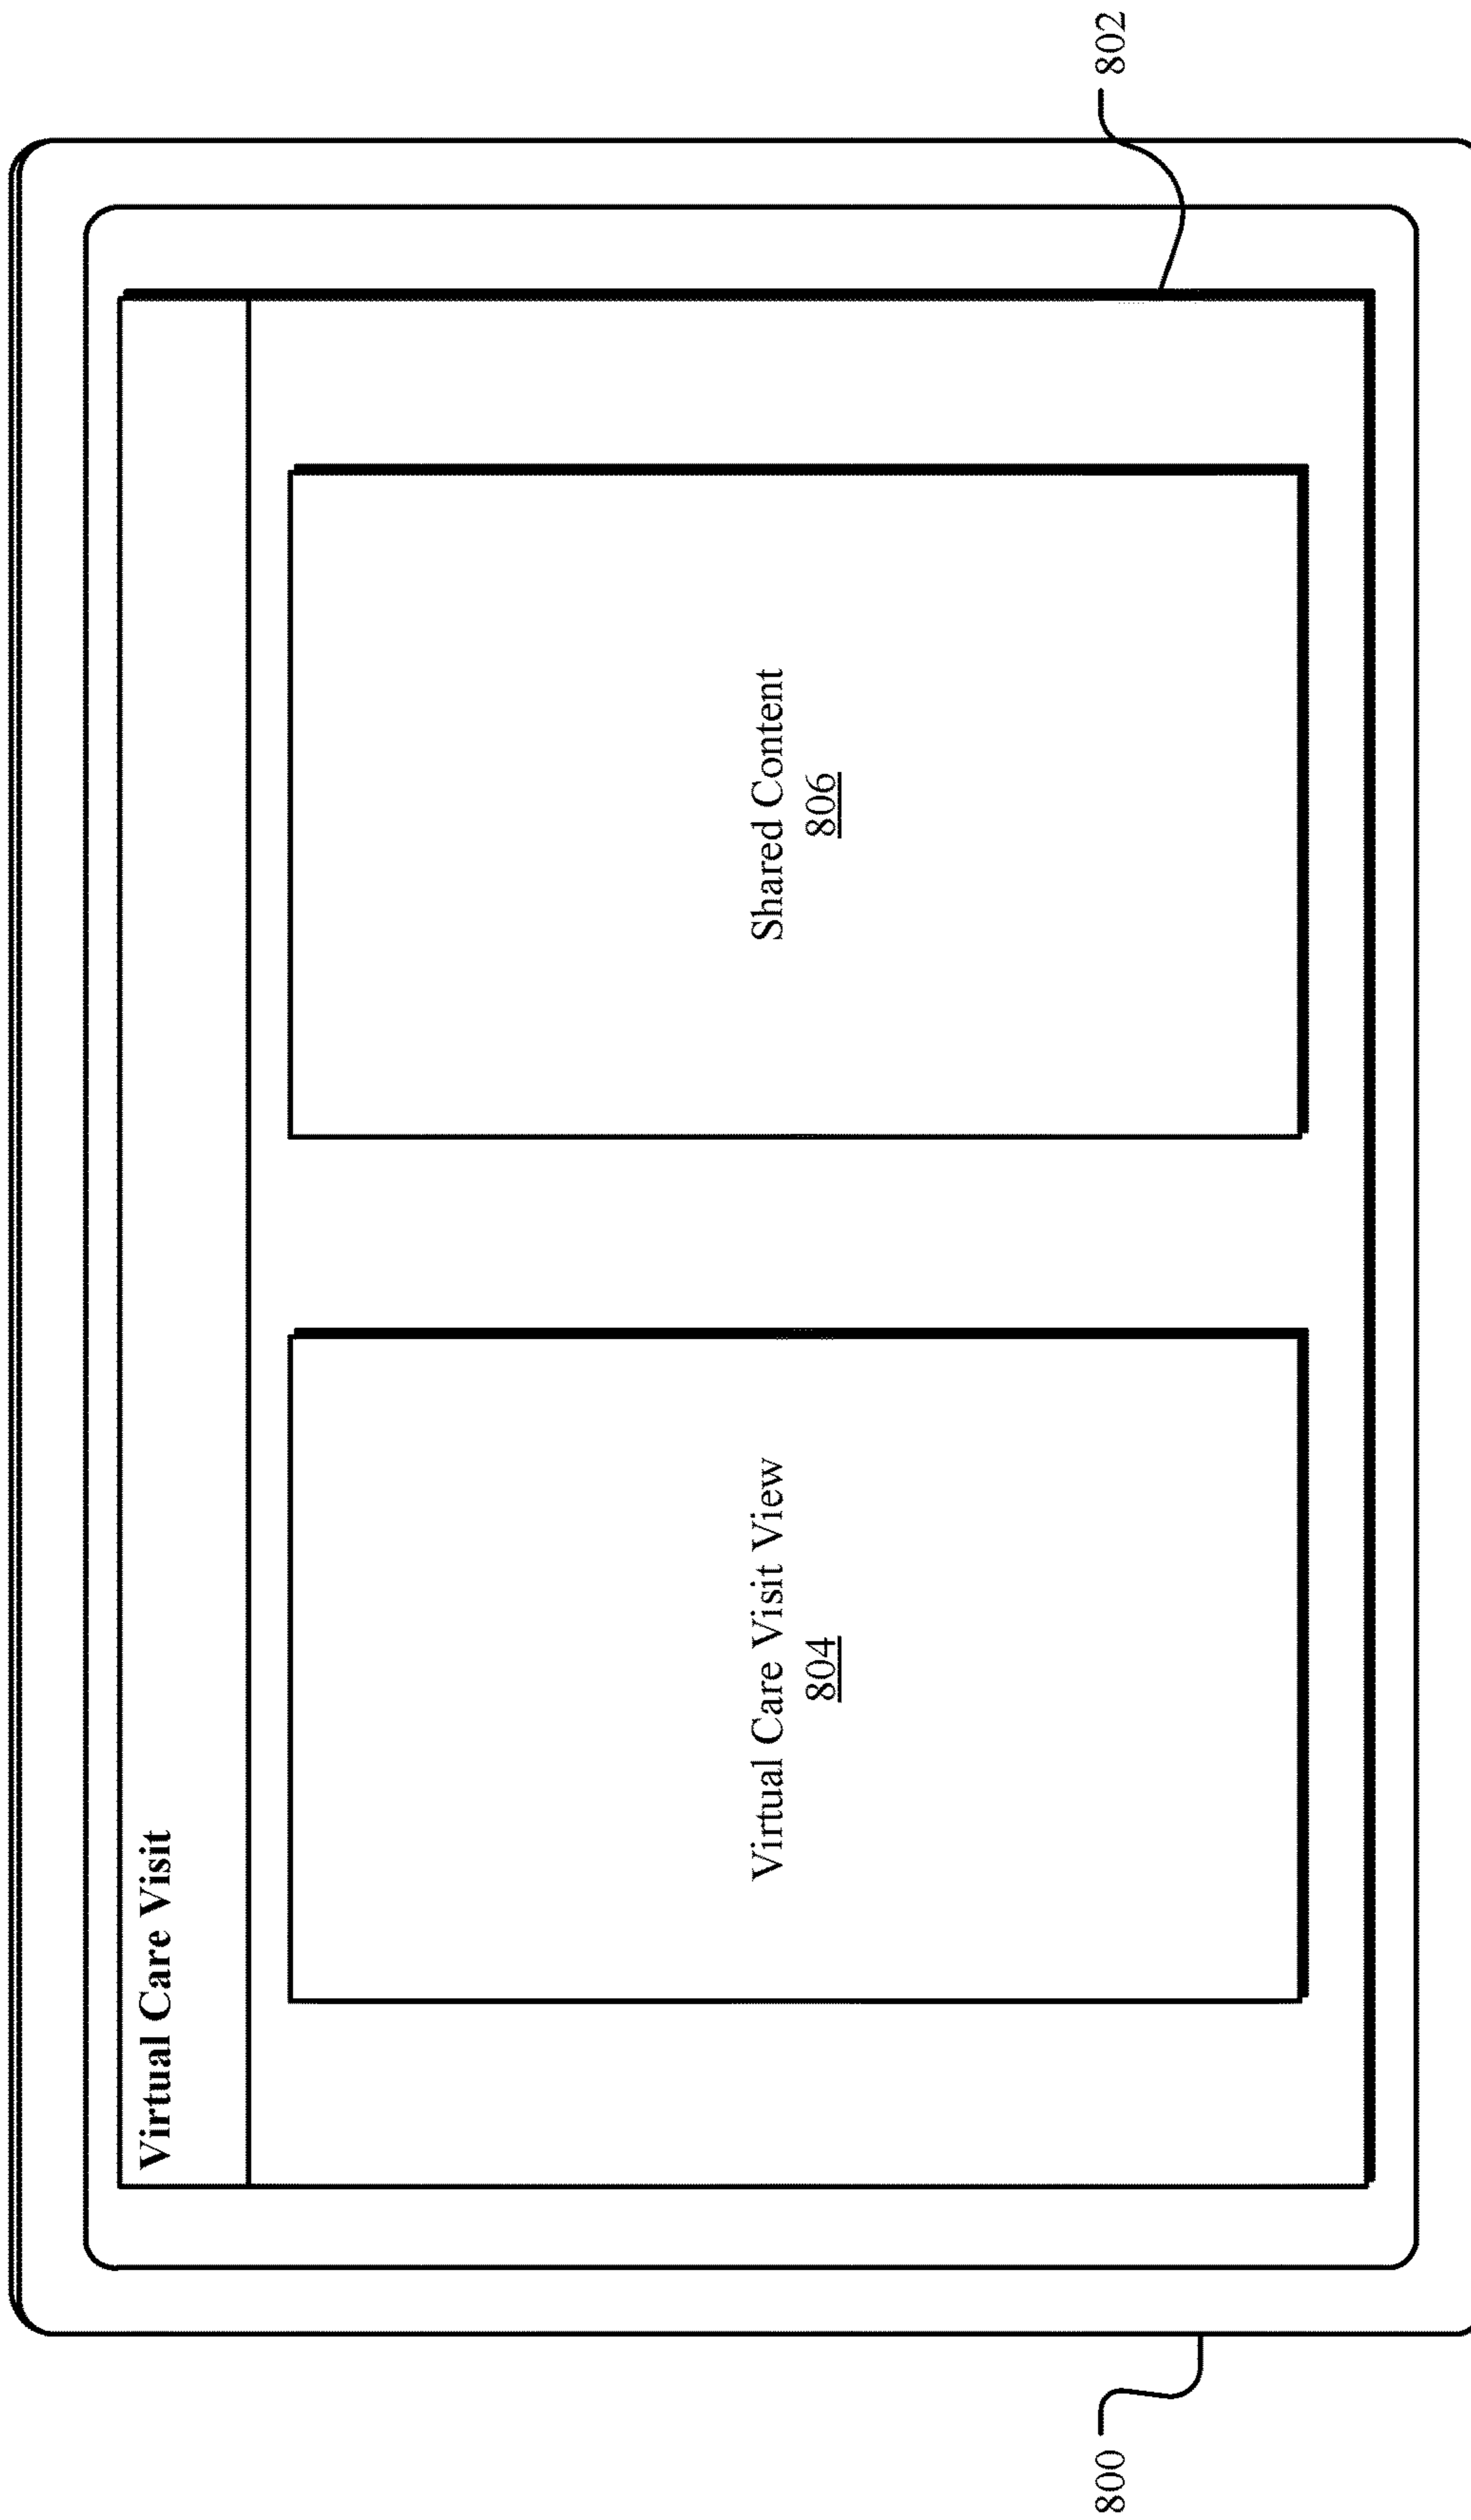 Virtual Care Visit
Virtual Care Visit View
804
Shared Content
806
800
802